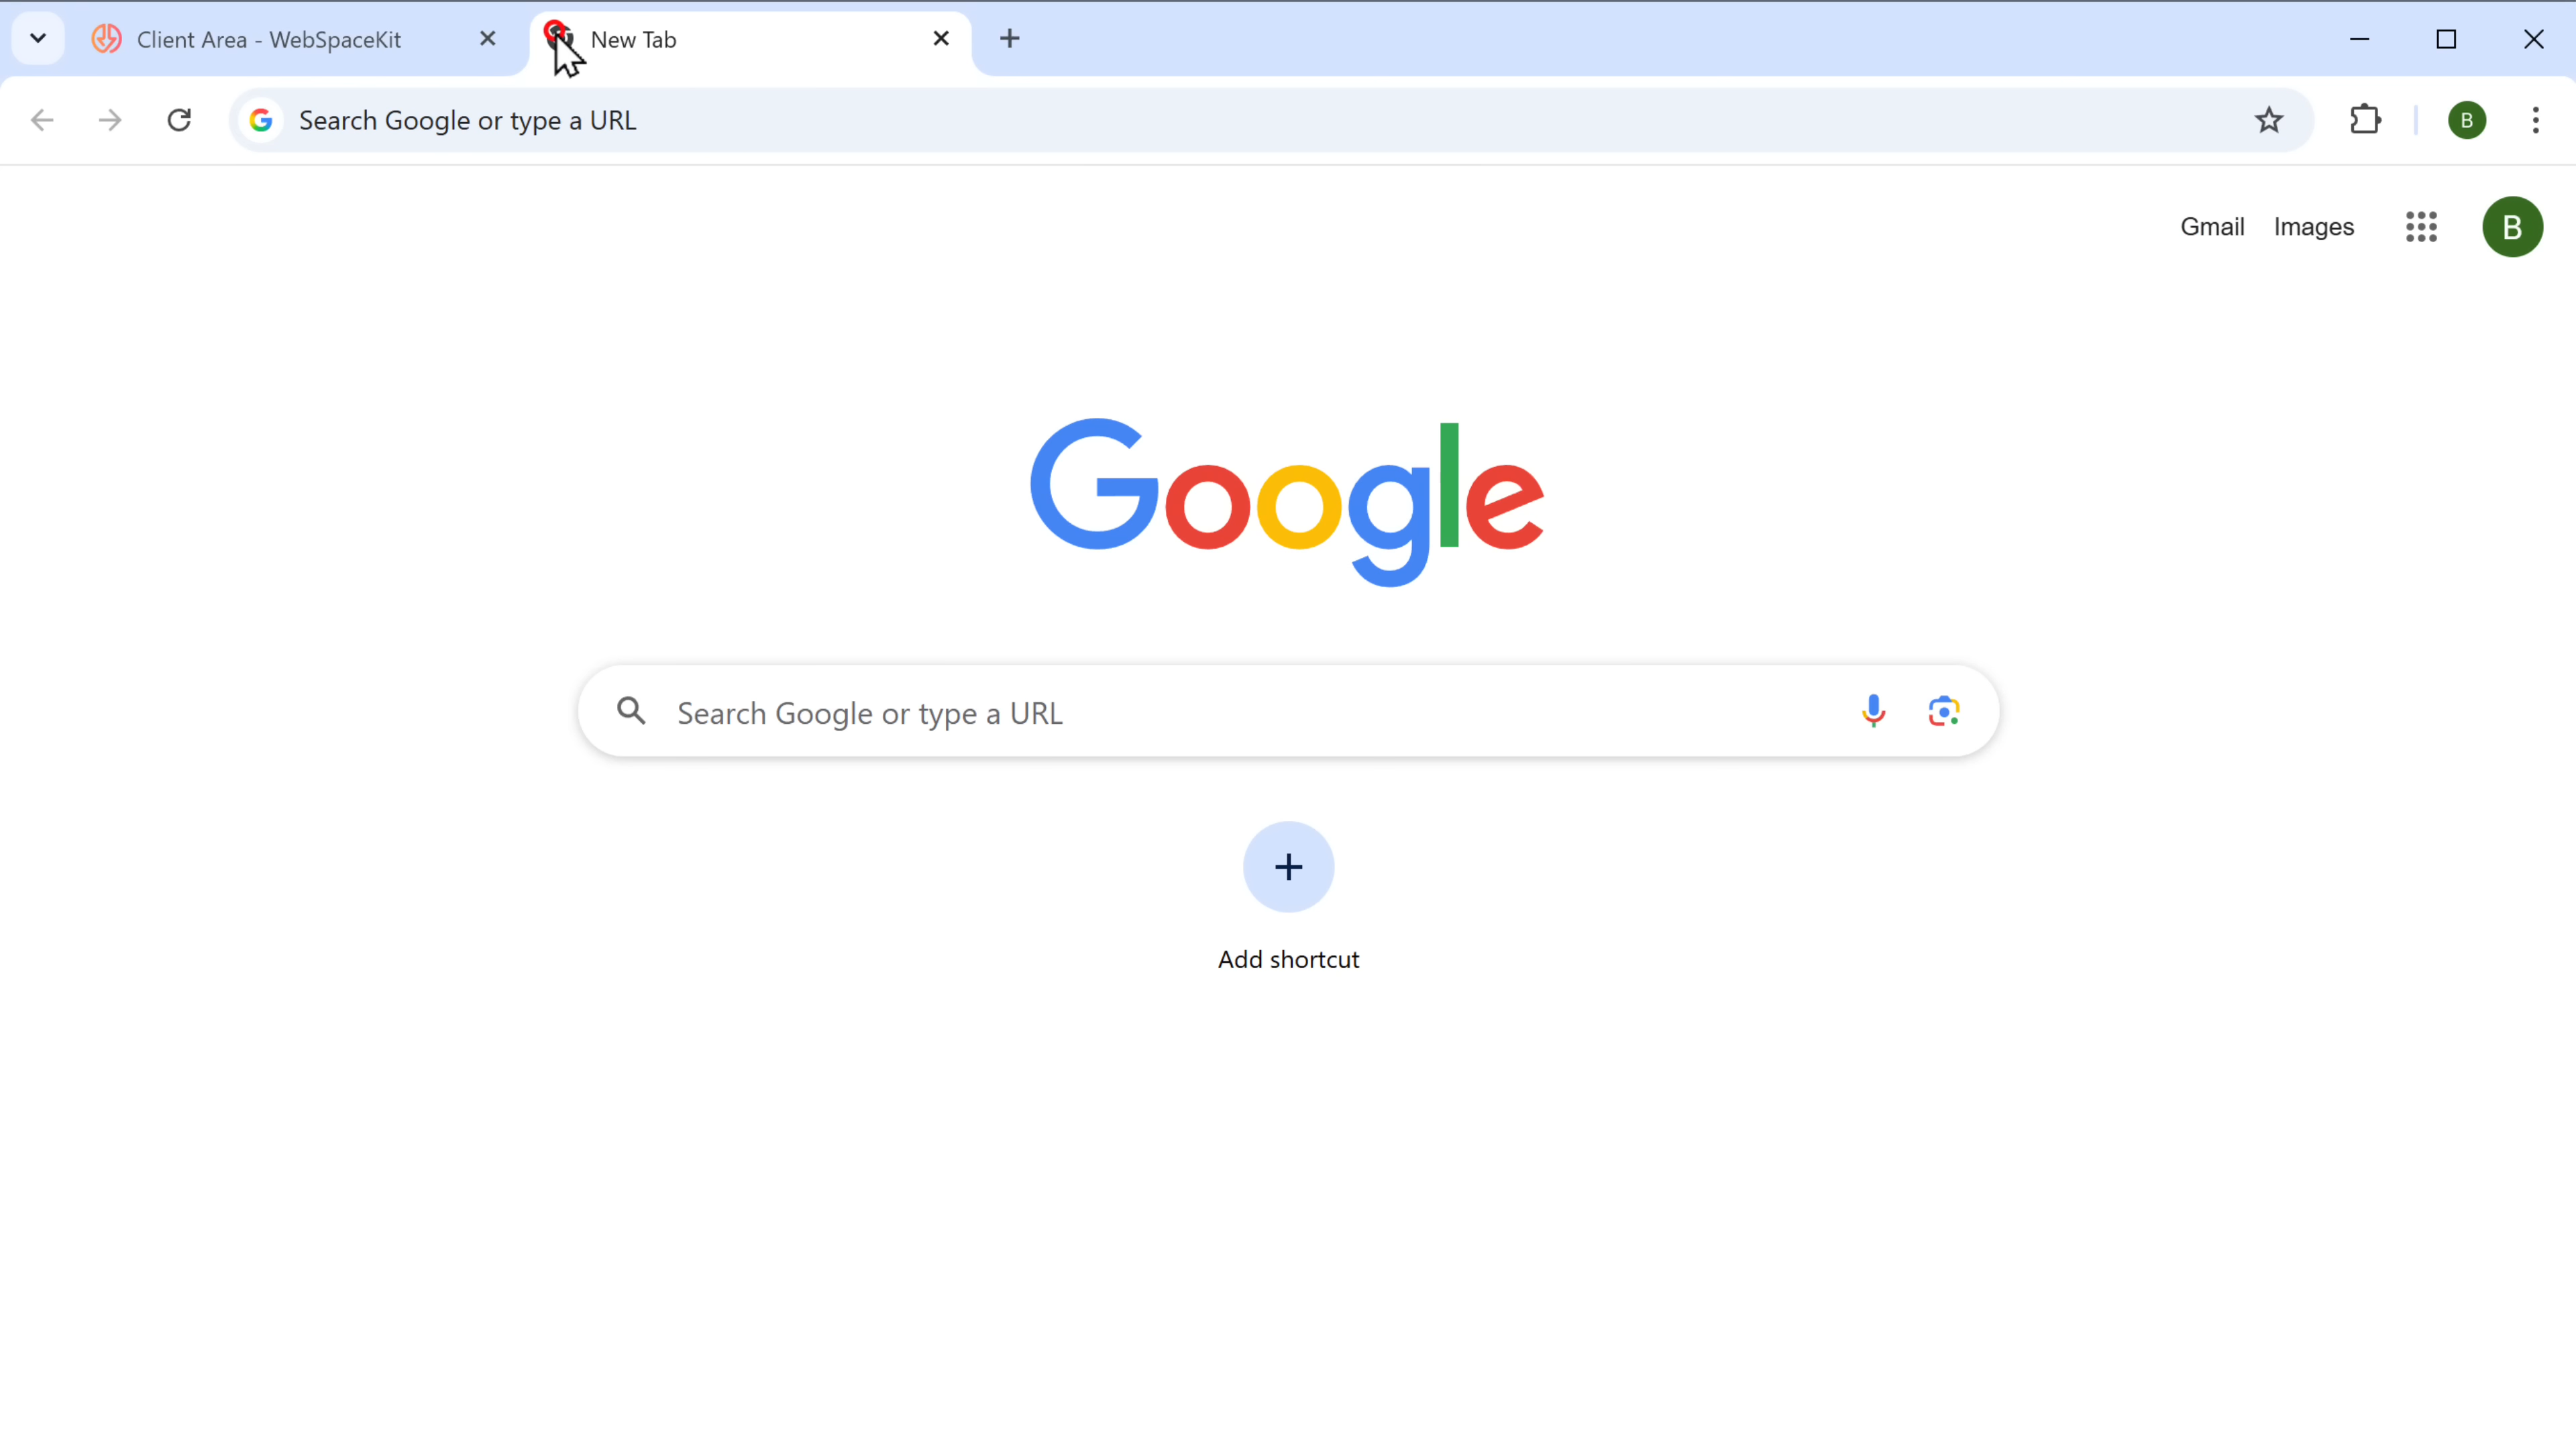 Client Area - WebSpaceKit
New Tab
Search Google or type a URL
B
Gmail
Images
B
Google
Search Google or type a URL
Add shortcut